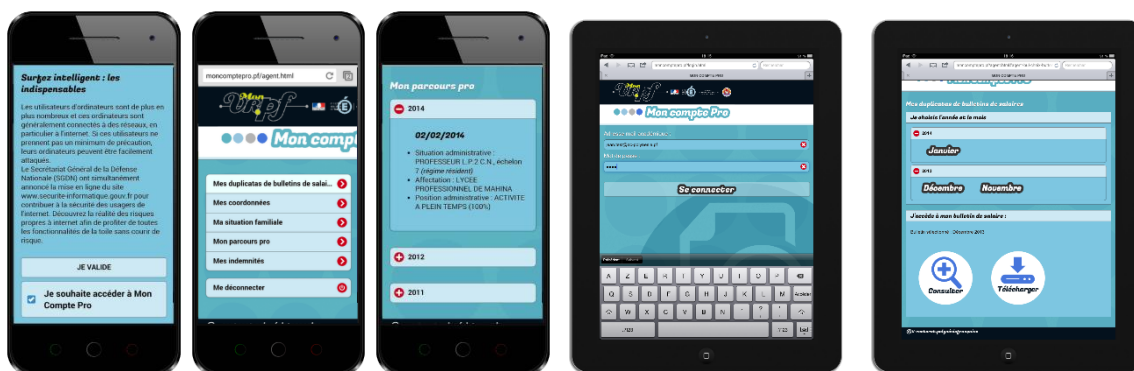 Surfez intelligent : les
indispensables
Les utilisateurs d'ordinateurs sont de plus en
plus nombreux et ces ordinateurs sont
généralement connectés à des réseaux, en
particulier à l'internet. Si ces utilisateurs ne
prennent pas un minimum de précaution,
leurs ordinateurs peuvent être facilement
attaqués.
Le Secrétariat Général de la Défense
Nationale (SGDN) ont simultanément
annoncé la mise en ligne du site
www.securite-informatique.gouv.fr pour
contribuer à la sécurité des usagers de
l'internet. Découvrez la réalité des risques
propres à internet afin de profiter de toutes
les fonctionnalités de la toile sans courir de
risque.
JE VALIDE
Je souhaite accéder à Mon
Compte Pro
moncomptepro.pf/agent.html
Mon
Mon compt
Mes duplicatas de bulletins de salai...
Mes coordonnées
Ma situation familiale
Mon parcours pro
Mes indemnités
Me déconnecter
Mon parcours pro
2014
02/02/2014
Situation administrative :
PROFESSEUR L.P.2 C.N., échelon
7 (régime résident)
Affectation : LYCEE
PROFESSIONNEL DE MAHINA
Position administrative : ACTIVITE
A PLEIN TEMPS (100%)
2012
2011
MON COMPTE PRO
Mon compte Pro
Se connecter
A Z E R T Y U I O P
Q S D F G H J K L M
W X C V B N
.?123
MON COMPTE PRO
Mes duplicatas de bulletins de salaires
Je choisis l'année et le mois
2014
Janvier
2013
Décembre Novembre
J'accède à mon bulletin de salaire :
Consulter
Télécharger